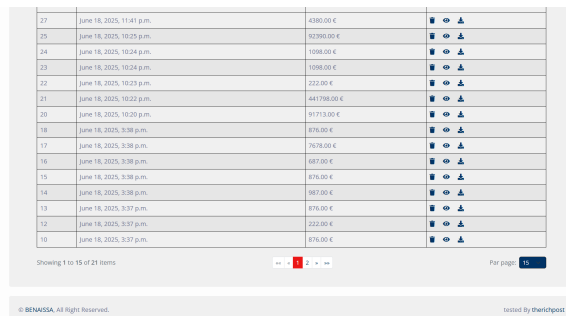 27 June 18, 2025, 11:41 p.m. 4380.00 €
25 June 18, 2025, 10:25 p.m. 92390.00 €
24 June 18, 2025, 10:24 p.m. 1098.00 €
23 June 18, 2025, 10:24 p.m. 1098.00 €
22 June 18, 2025, 10:23 p.m. 222.00 €
21 June 18, 2025, 10:22 p.m. 441798.00 €
20 June 18, 2025, 10:20 p.m. 91713.00 €
18 June 18, 2025, 3:38 p.m. 876.00 €
17 June 18, 2025, 3:38 p.m. 7678.00 €
16 June 18, 2025, 3:38 p.m. 687.00 €
15 June 18, 2025, 3:38 p.m. 876.00 €
14 June 18, 2025, 3:38 p.m. 987.00 €
13 June 18, 2025, 3:37 p.m. 876.00 €
12 June 18, 2025, 3:37 p.m. 222.00 €
10 June 18, 2025, 3:37 p.m. 876.00 €
Showing 1 to 15 of 21 items «« « 1 2 » »» Par page: 15
© BENAISSA, All Right Reserved. tested By therichpost